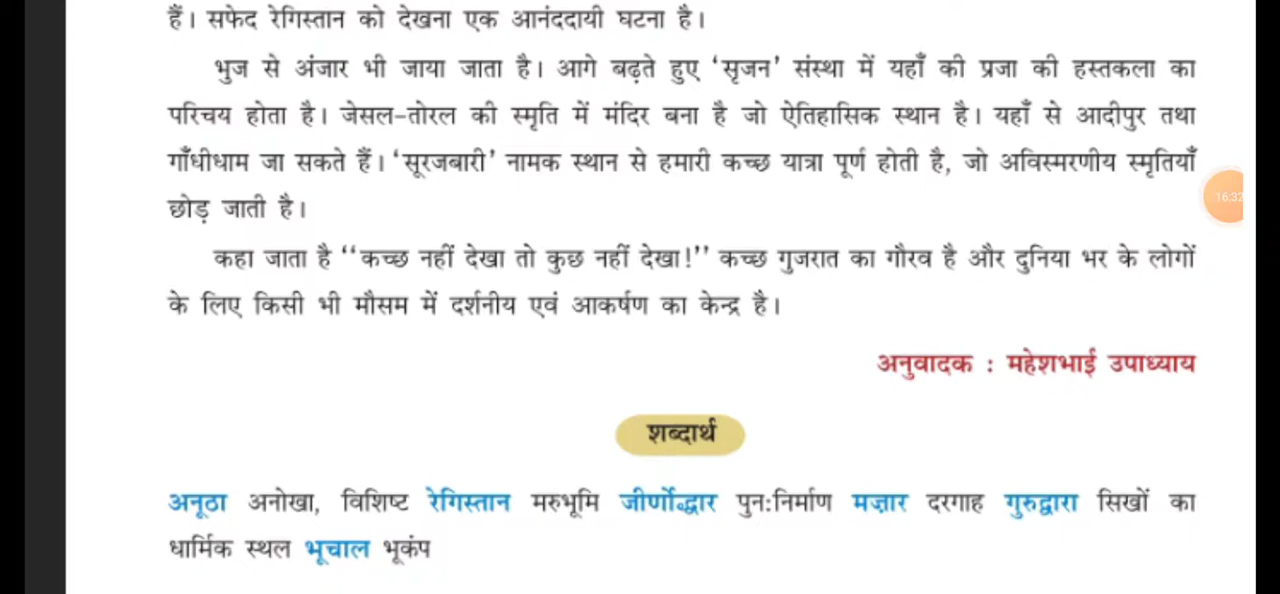 हैं। सफेद रेगिस्तान को देखना एक आनंददायी घटना है।
भुज से अंजार भी जाया जाता है। आगे बढ़ते हुए ‘सृजन’ संस्था में यहाँ की प्रजा की हस्तकला का
परिचय होता है। जेसल-तोरल की स्मृति में मंदिर बना है जो ऐतिहासिक स्थान है। यहाँ से आदीपुर तथा
गाँधीधाम जा सकते हैं। ‘सूरजबारी’ नामक स्थान से हमारी कच्छ यात्रा पूर्ण होती है, जो अविस्मरणीय स्मृतियाँ
छोड़ जाती है।
16:32
कहा जाता है ‘‘कच्छ नहीं देखा तो कुछ नहीं देखा!’’ कच्छ गुजरात का गौरव है और दुनिया भर के लोगों
के लिए किसी भी मौसम में दर्शनीय एवं आकर्षण का केन्द्र है।
अनुवादक : महेशभाई उपाध्याय
शब्दार्थ
अनूठा अनोखा, विशिष्ट रेगिस्तान मरुभूमि जीर्णोद्धार पुनःनिर्माण मज़ार दरगाह गुरुद्वारा सिखों का
धार्मिक स्थल भूचाल भूकंप